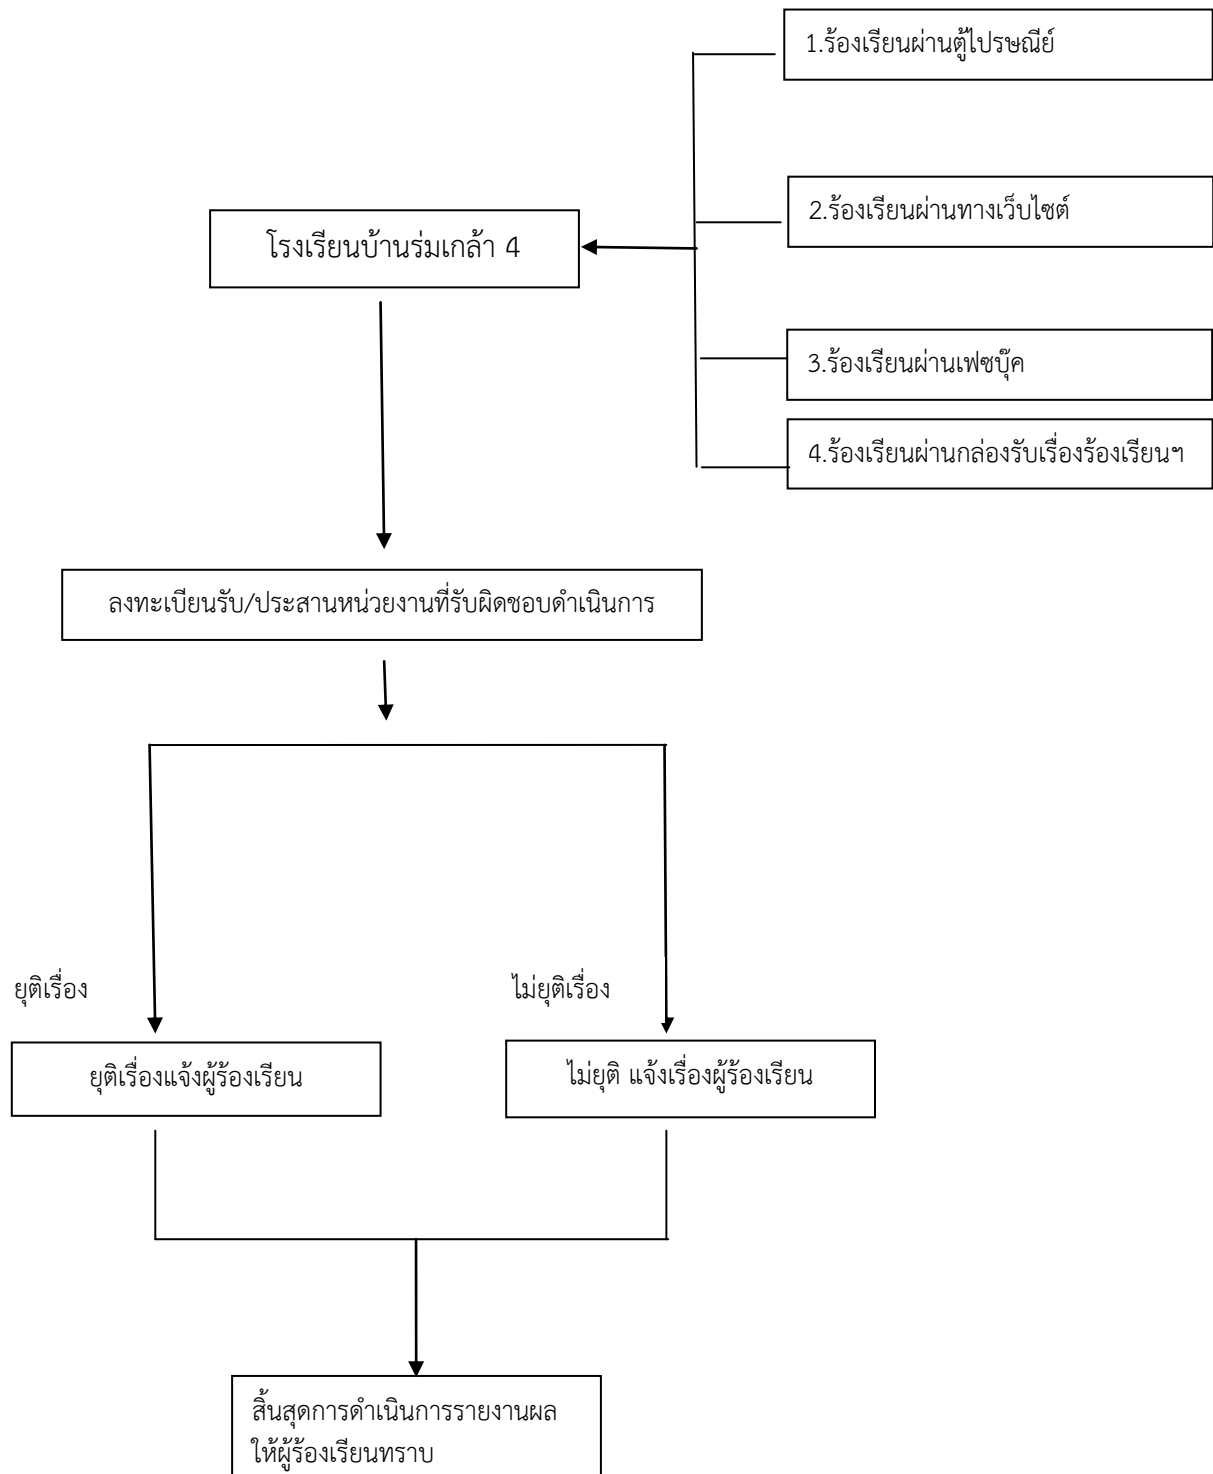 1.ร้องเรียนผ่านตู้ไปรษณีย์
2.ร้องเรียนผ่านทางเว็บไซต์
โรงเรียนบ้านร่มเกล้า 4
3.ร้องเรียนผ่านเฟซบุ๊ค
4.ร้องเรียนผ่านกล่องรับเรื่องร้องเรียนฯ
ลงทะเบียนรับ/ประสานหน่วยงานที่รับผิดชอบดำเนินการ
ยุติเรื่อง
ไม่ยุติเรื่อง
ยุติเรื่องแจ้งผู้ร้องเรียน
ไม่ยุติ แจ้งเรื่องผู้ร้องเรียน
สิ้นสุดการดำเนินการรายงานผล
ให้ผู้ร้องเรียนทราบ